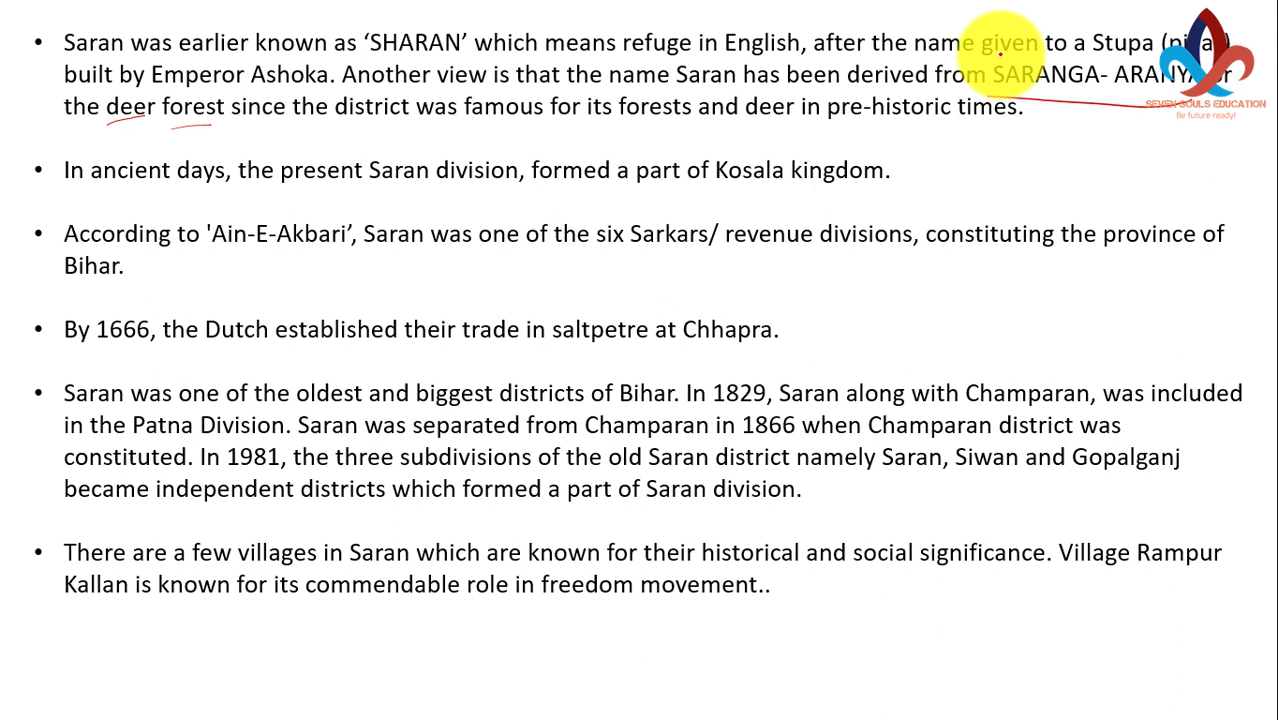 • Saran was earlier known as ‘SHARAN’ which means refuge in English, after the name given to a Stupa
built by Emperor Ashoka. Another view is that the name Saran has been derived from SARANGA- ARANYA or
the deer forest since the district was famous for its forests and deer in pre-historic times.
SEVEN SOULS EDUCATION
Be future ready!
• In ancient days, the present Saran division, formed a part of Kosala kingdom.
• According to 'Ain-E-Akbari’, Saran was one of the six Sarkars/ revenue divisions, constituting the province of
Bihar.
• By 1666, the Dutch established their trade in saltpetre at Chhapra.
• Saran was one of the oldest and biggest districts of Bihar. In 1829, Saran along with Champaran, was included
in the Patna Division. Saran was separated from Champaran in 1866 when Champaran district was
constituted. In 1981, the three subdivisions of the old Saran district namely Saran, Siwan and Gopalganj
became independent districts which formed a part of Saran division.
• There are a few villages in Saran which are known for their historical and social significance. Village Rampur
Kallan is known for its commendable role in freedom movement..